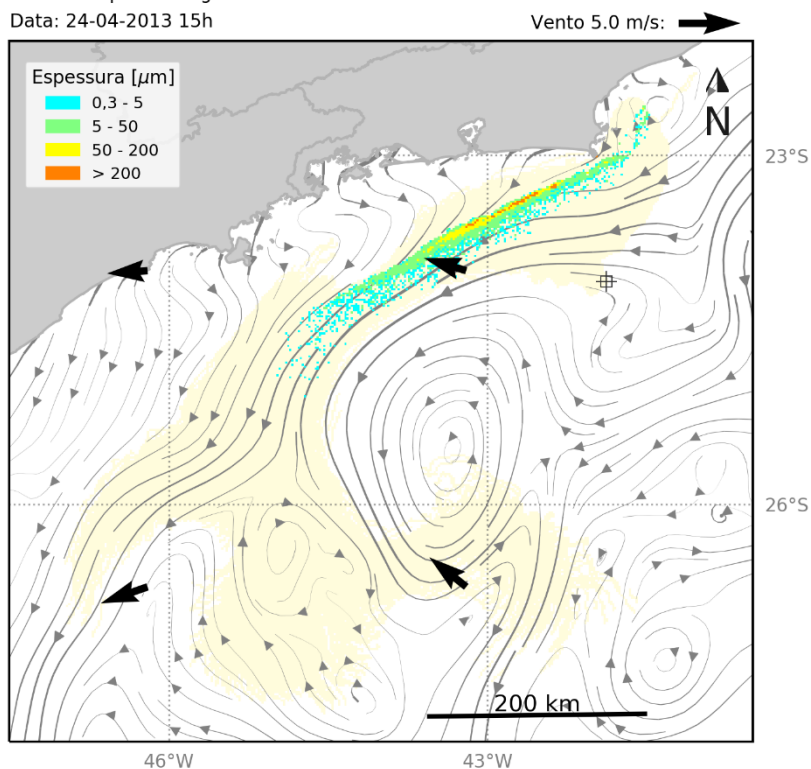 Data: 24-04-2013 15h
Vento 5.0 m/s:
Espessura [μm]
0,3 - 5
5 - 50
50 - 200
> 200
N
23°S
26°S
200 km
46°W
43°W